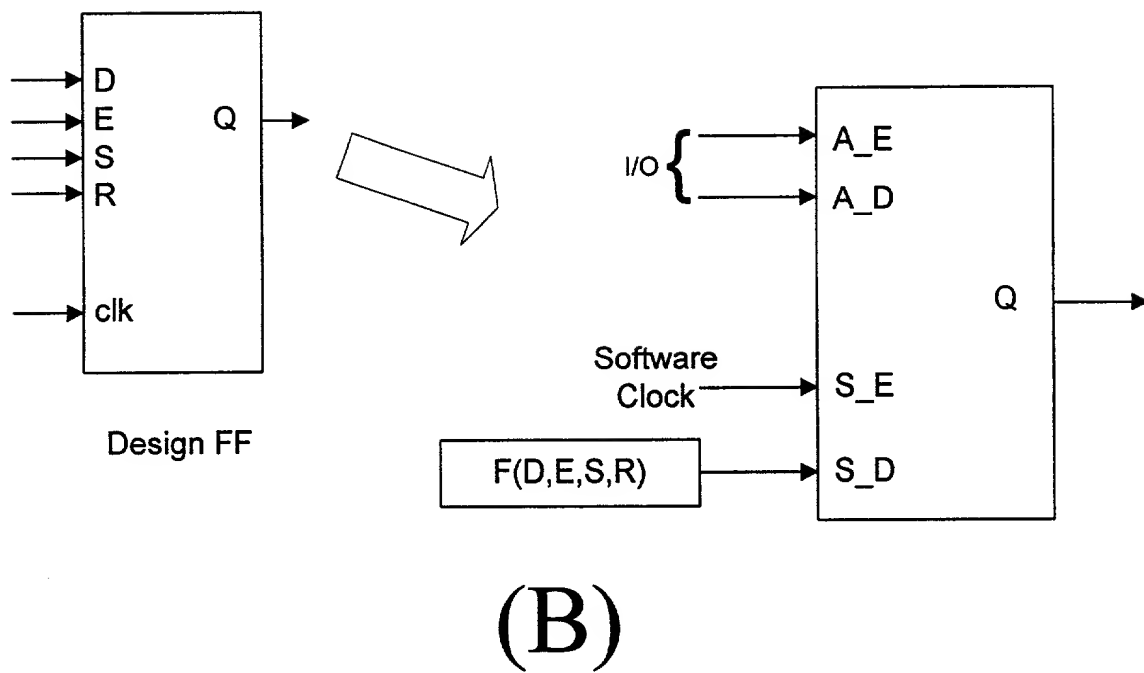 D
E
S
R
Q
clk
Design FF
I/O
A_E
A_D
Q
Software
Clock
S_E
F(D,E,S,R)
S_D
(B)